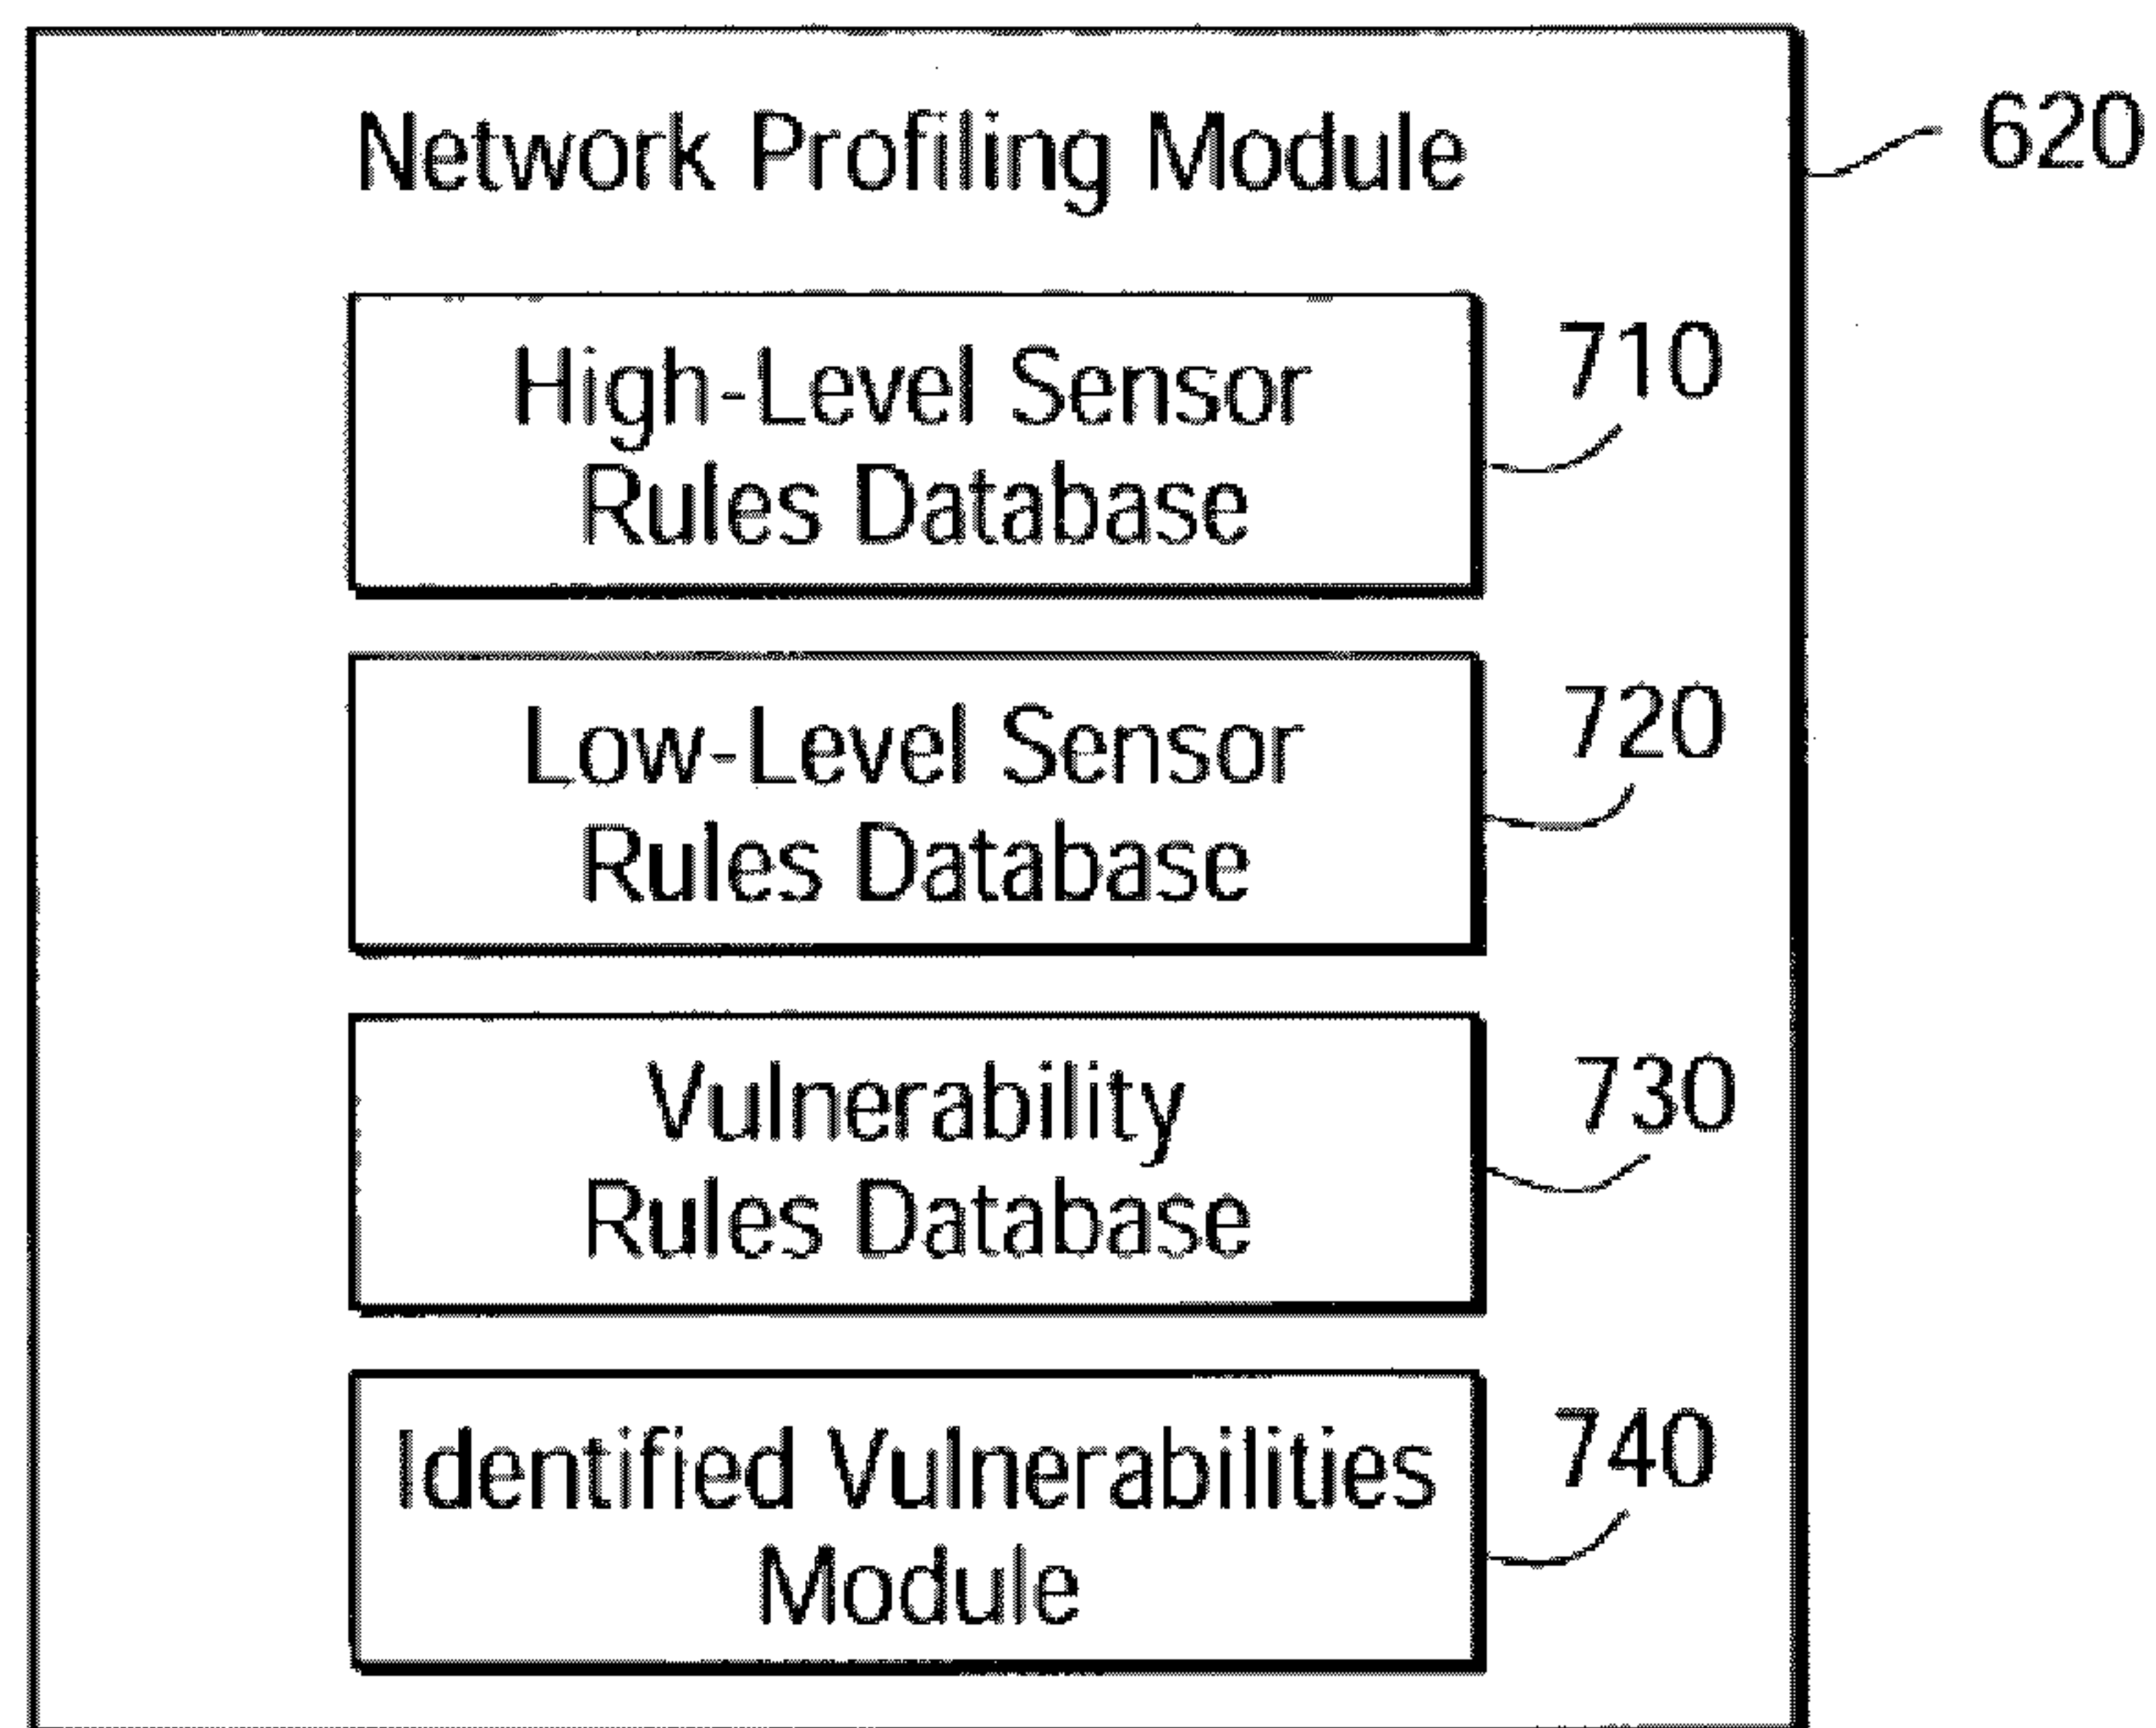 Network Profiling Module
620
High-Level Sensor
Rules Database
710
Low-Level Sensor
Rules Database
720
Vulnerability
Rules Database
730
Identified Vulnerabilities
Module
740